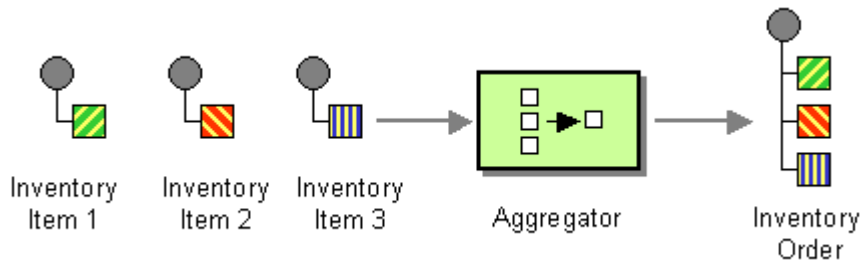 Inventory
Item 1
Inventory
Item 2
Inventory
Item 3
Aggregator
Inventory
Order